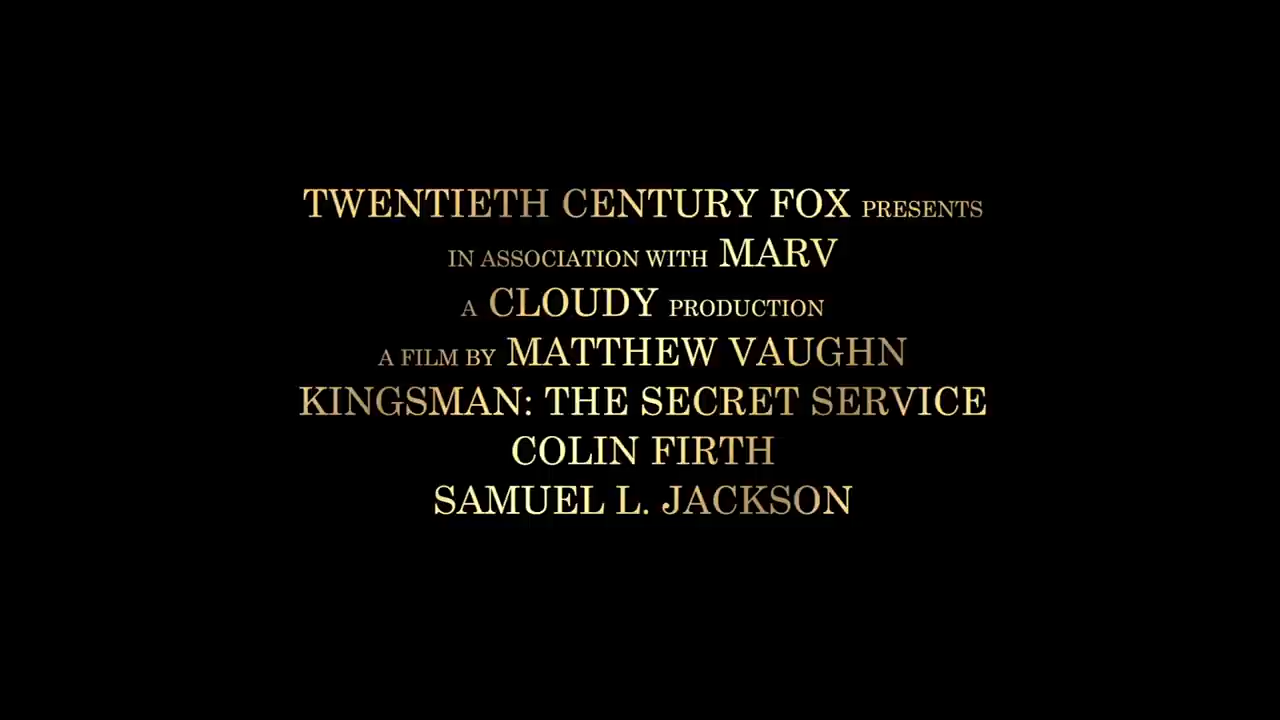 TWENTIETH CENTURY FOX PRESENTS
IN ASSOCIATION WITH MARV
A CLOUDY PRODUCTION
A FILM BY MATTHEW VAUGHN
KINGSMAN: THE SECRET SERVICE
COLIN FIRTH
SAMUEL L. JACKSON